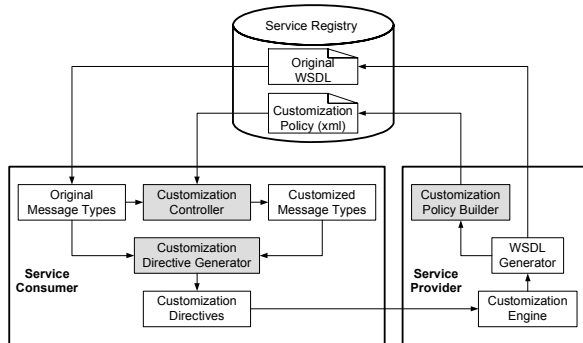 Service Registry
Original
WSDL
Customization
Policy (xml)
Original
Message Types
Customization
Controller
Customized
Message Types
Customization
Directive Generator
Service
Consumer
Customization
Directives
Customization
Policy Builder
WSDL
Generator
Service
Provider
Customization
Engine